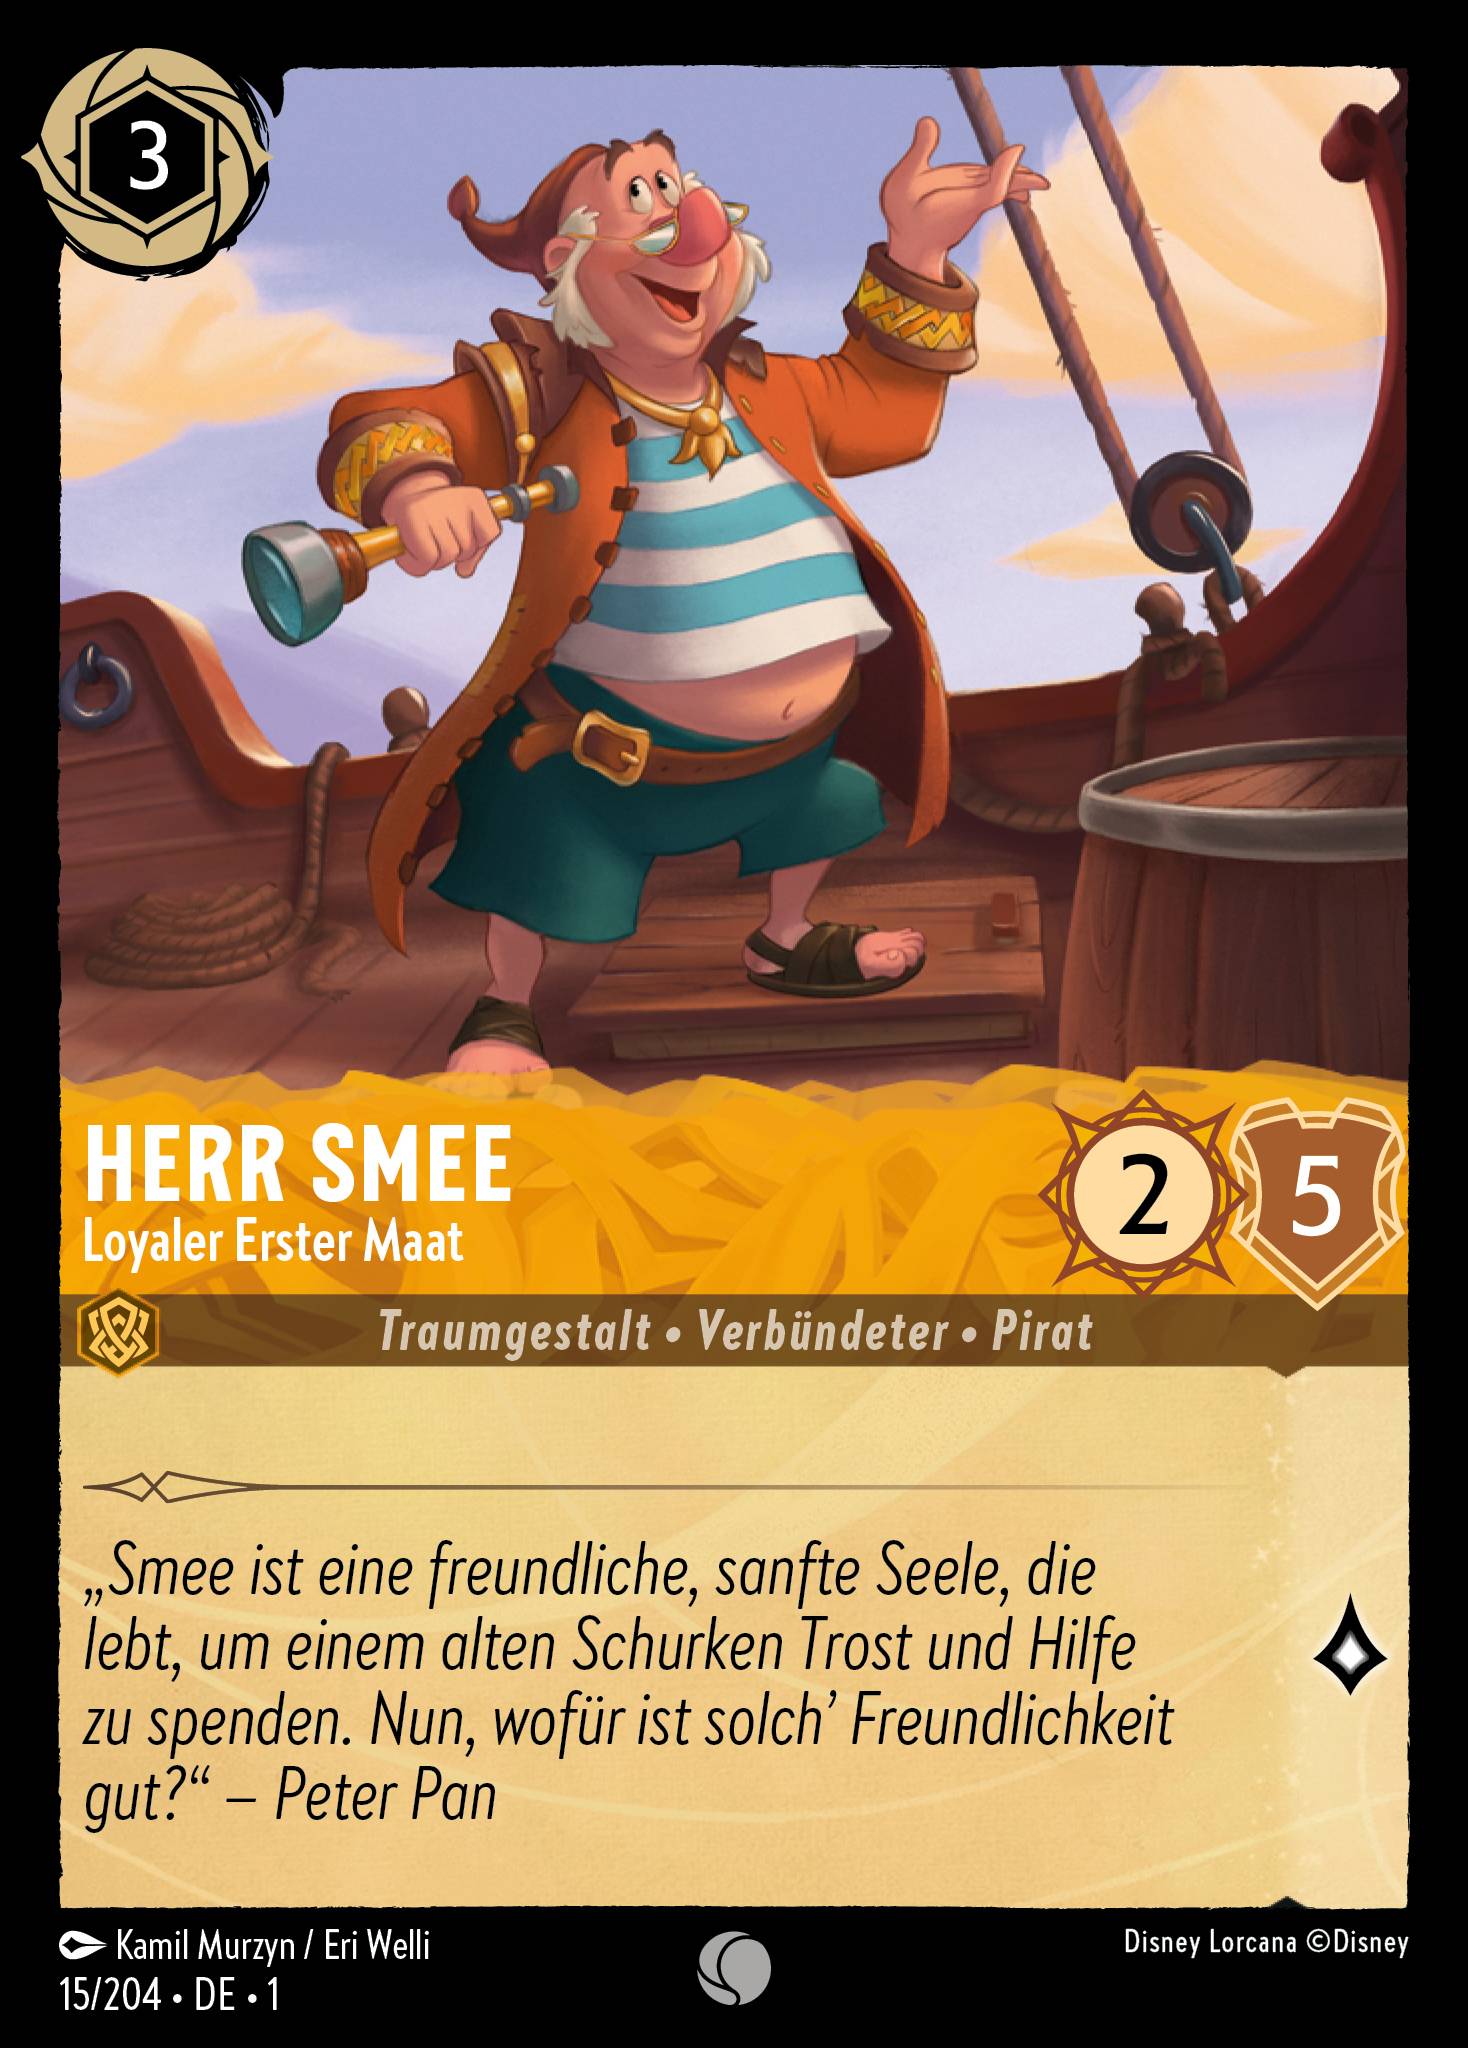 3
HERR SMEE
Loyaler Erster Maat
2
5
Traumgestalt • Verbündeter • Pirat
„Smee ist eine freundliche, sanfte Seele, die
lebt, um einem alten Schurken Trost und Hilfe
zu spenden. Nun, wofür ist solch’ Freundlichkeit
gut?“ – Peter Pan
Kamil Murzyn / Eri Welli
Disney Lorcana ©Disney
15/204 • DE • 1